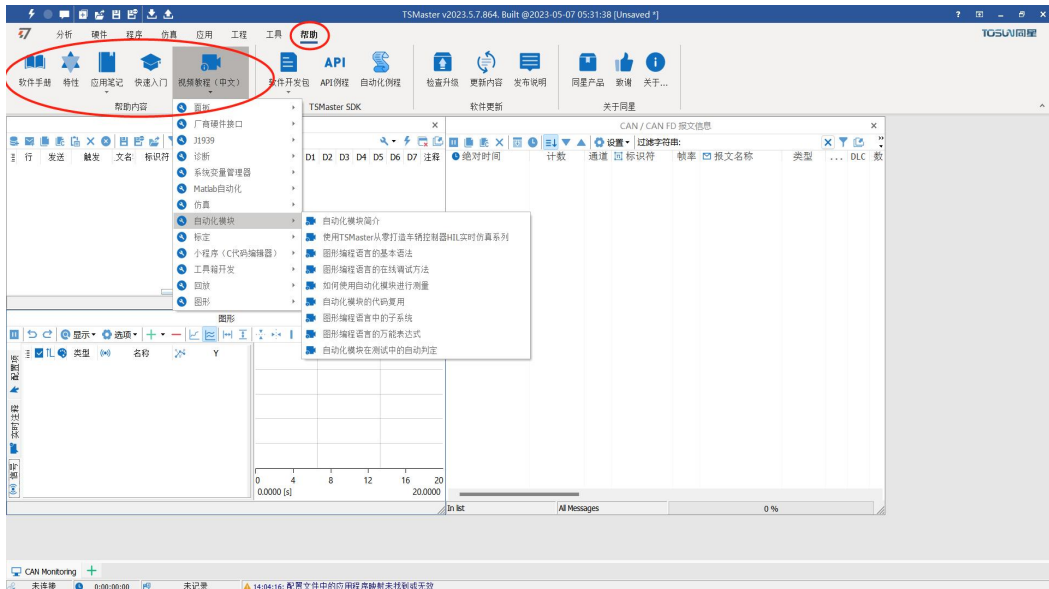 TSMaster v2023.5.7.864. Built @2023-05-07 05:31:38 [Unsaved *]
分析 硬件 程序 仿真 应用 工程 工具 帮助
TOSUN同星
软件手册 特性 应用笔记 快速入门 视频教程（中文） 软件开发包 API例程 自动化例程 检查升级 更新内容 发布说明 同星产品 致谢 关于...
API
帮助内容 TSMaster SDK 软件更新 关于同星
面板
厂商硬件接口
J1939
诊断
系统变量管理器
Matlab自动化
仿真
自动化模块
标定
小程序（C代码编辑器）
工具箱开发
回放
图形
自动化模块简介
使用TSMaster从零打造车辆控制器HIL实时仿真系列
图形编程语言的基本语法
图形编程语言的在线调试方法
如何使用自动化模块进行测量
自动化模块的代码复用
图形编程语言中的子系统
图形编程语言的万能表达式
自动化模块在测试中的自动判定
行 发送 触发 文名 标识符 D1 D2 D3 D4 D5 D6 D7 注释
CAN / CAN FD 报文信息
设置 过滤字符串:
绝对时间 计数 通道 标识符 帧率 报文名称 类型 ... DLC 数
图形
显示 选项
类型 名称 Y
配置项
实时注释
信号
0 4 8 12 16 20
0.0000 [s] 20.0000
In list All Messages 0 %
CAN Monitoring
未连接 0:00:00:00 未记录 14:04:16: 配置文件中的应用程序映射未找到或无效